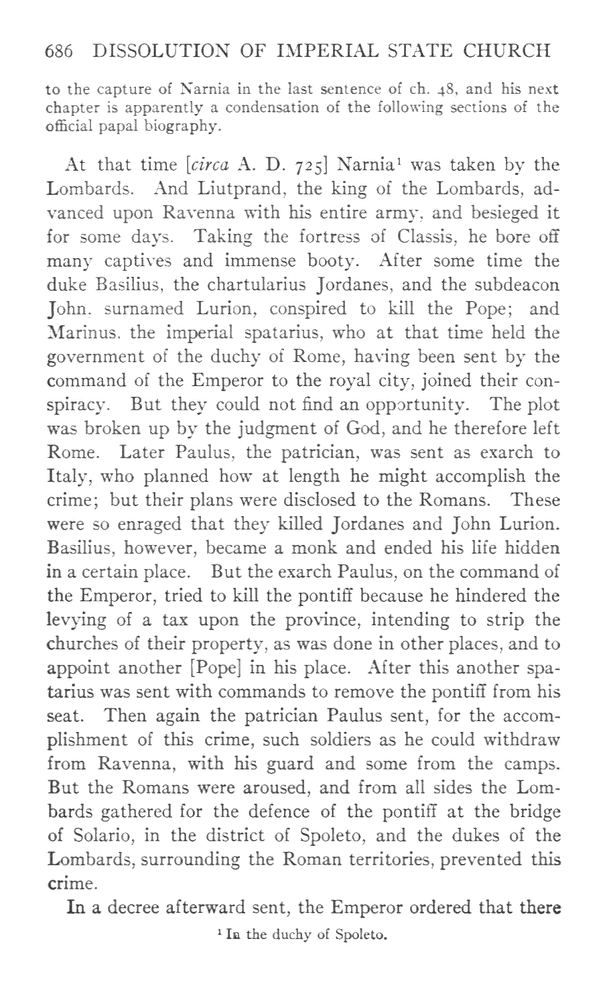 686 DISSOLUTION OF IMPERIAL STATE CHURCH
to the capture of Narnia in the last sentence of ch. 48, and his next
chapter is apparently a condensation of the following sections of the
official papal biography.
At that time [circa A. D. 725] Narnia¹ was taken by the
Lombards. And Liutprand, the king of the Lombards, ad-
vanced upon Ravenna with his entire army, and besieged it
for some days. Taking the fortress of Classis, he bore off
many captives and immense booty. After some time the
duke Basilius, the chartularius Jordanes, and the subdeacon
John. surnamed Lurion, conspired to kill the Pope; and
Marinus. the imperial spatarius, who at that time held the
government of the duchy of Rome, having been sent by the
command of the Emperor to the royal city, joined their con-
spiracy. But they could not find an opportunity. The plot
was broken up by the judgment of God, and he therefore left
Rome. Later Paulus, the patrician, was sent as exarch to
Italy, who planned how at length he might accomplish the
crime; but their plans were disclosed to the Romans. These
were so enraged that they killed Jordanes and John Lurion.
Basilius, however, became a monk and ended his life hidden
in a certain place. But the exarch Paulus, on the command of
the Emperor, tried to kill the pontiff because he hindered the
levying of a tax upon the province, intending to strip the
churches of their property, as was done in other places, and to
appoint another [Pope] in his place. After this another spa-
tarius was sent with commands to remove the pontiff from his
seat. Then again the patrician Paulus sent, for the accom-
plishment of this crime, such soldiers as he could withdraw
from Ravenna, with his guard and some from the camps.
But the Romans were aroused, and from all sides the Lom-
bards gathered for the defence of the pontiff at the bridge
of Solario, in the district of Spoleto, and the dukes of the
Lombards, surrounding the Roman territories, prevented this
crime.
In a decree afterward sent, the Emperor ordered that there
¹ In the duchy of Spoleto.